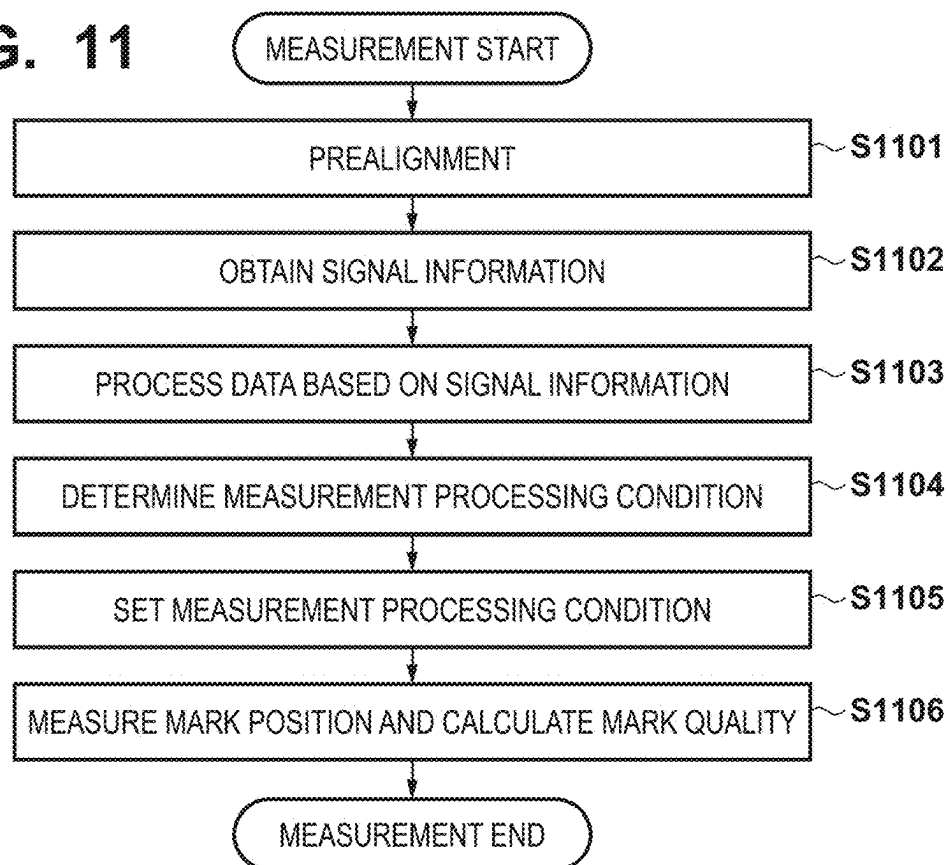 G. 11
MEASUREMENT START
PREALIGNMENT
S1101
OBTAIN SIGNAL INFORMATION
S1102
PROCESS DATA BASED ON SIGNAL INFORMATION
S1103
DETERMINE MEASUREMENT PROCESSING CONDITION
S1104
SET MEASUREMENT PROCESSING CONDITION
S1105
MEASURE MARK POSITION AND CALCULATE MARK QUALITY
S1106
MEASUREMENT END